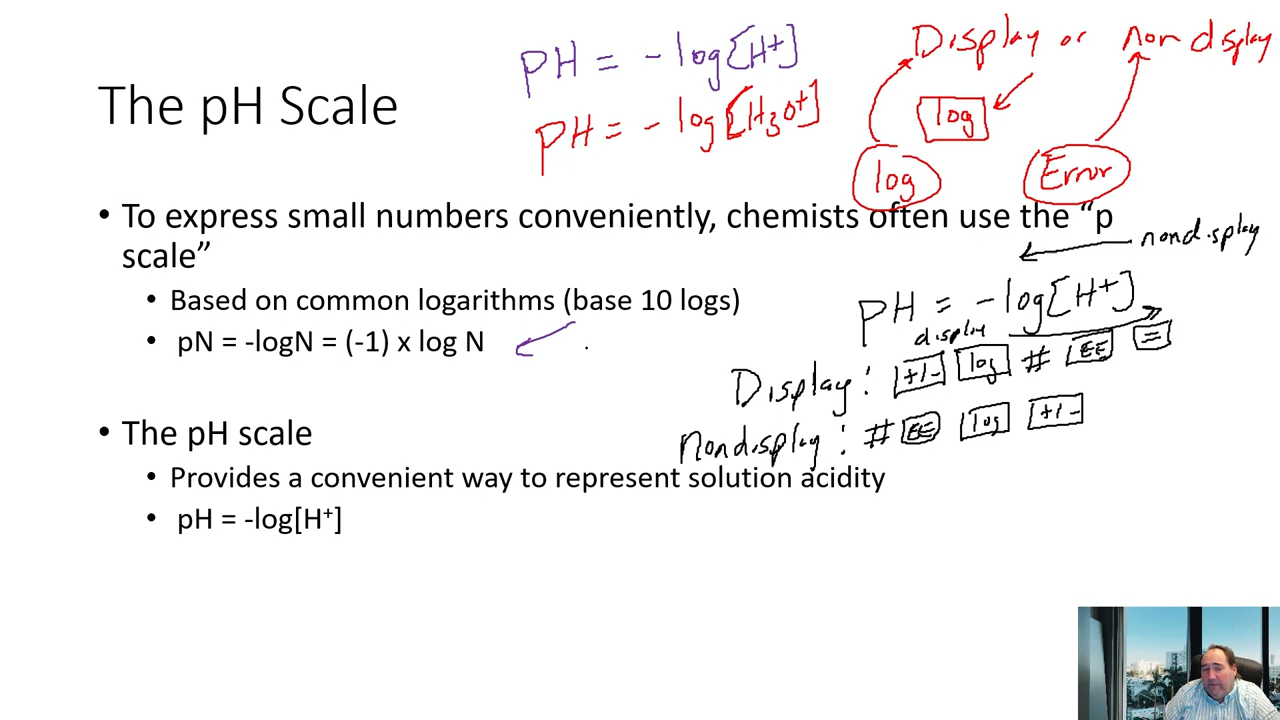 pH = -log[H+]
Display or nondisplay
The pH Scale
pH = -log[H3O+]
log
log
Error
• To express small numbers conveniently, chemists often use the “p
scale”
nondisplay
• Based on common logarithms (base 10 logs)
pH = -log[H+]
display
• pN = -logN = (-1) x log N
Display: +/- log # EE =
• The pH scale
Nondisplay: # EE log +/-
• Provides a convenient way to represent solution acidity
• pH = -log[H⁺]